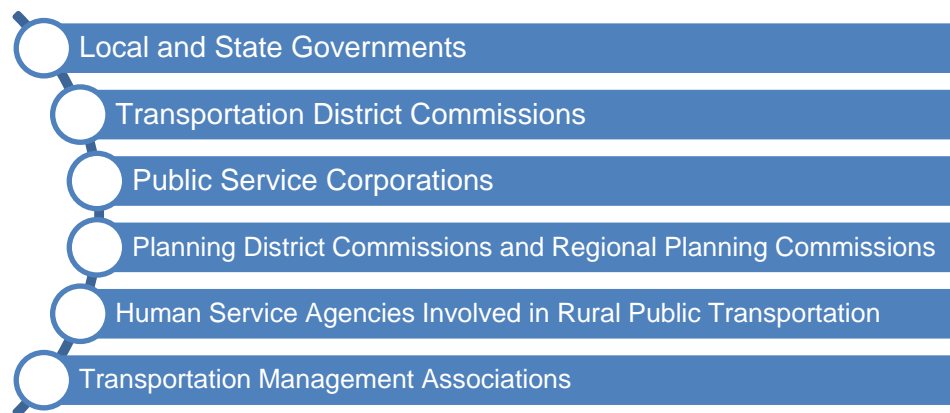 Local and State Governments
Transportation District Commissions
Public Service Corporations
Planning District Commissions and Regional Planning Commissions
Human Service Agencies Involved in Rural Public Transportation
Transportation Management Associations